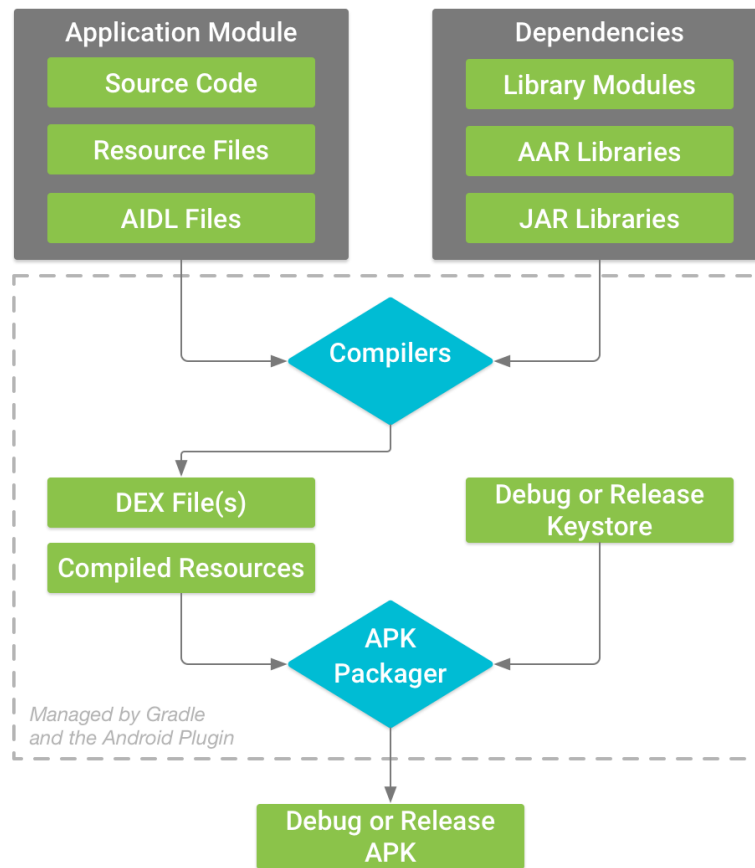 Application Module
Source Code
Resource Files
AIDL Files
Dependencies
Library Modules
AAR Libraries
JAR Libraries
Compilers
DEX File(s)
Compiled Resources
Debug or Release
Keystore
APK
Packager
Managed by Gradle
and the Android Plugin
Debug or Release
APK